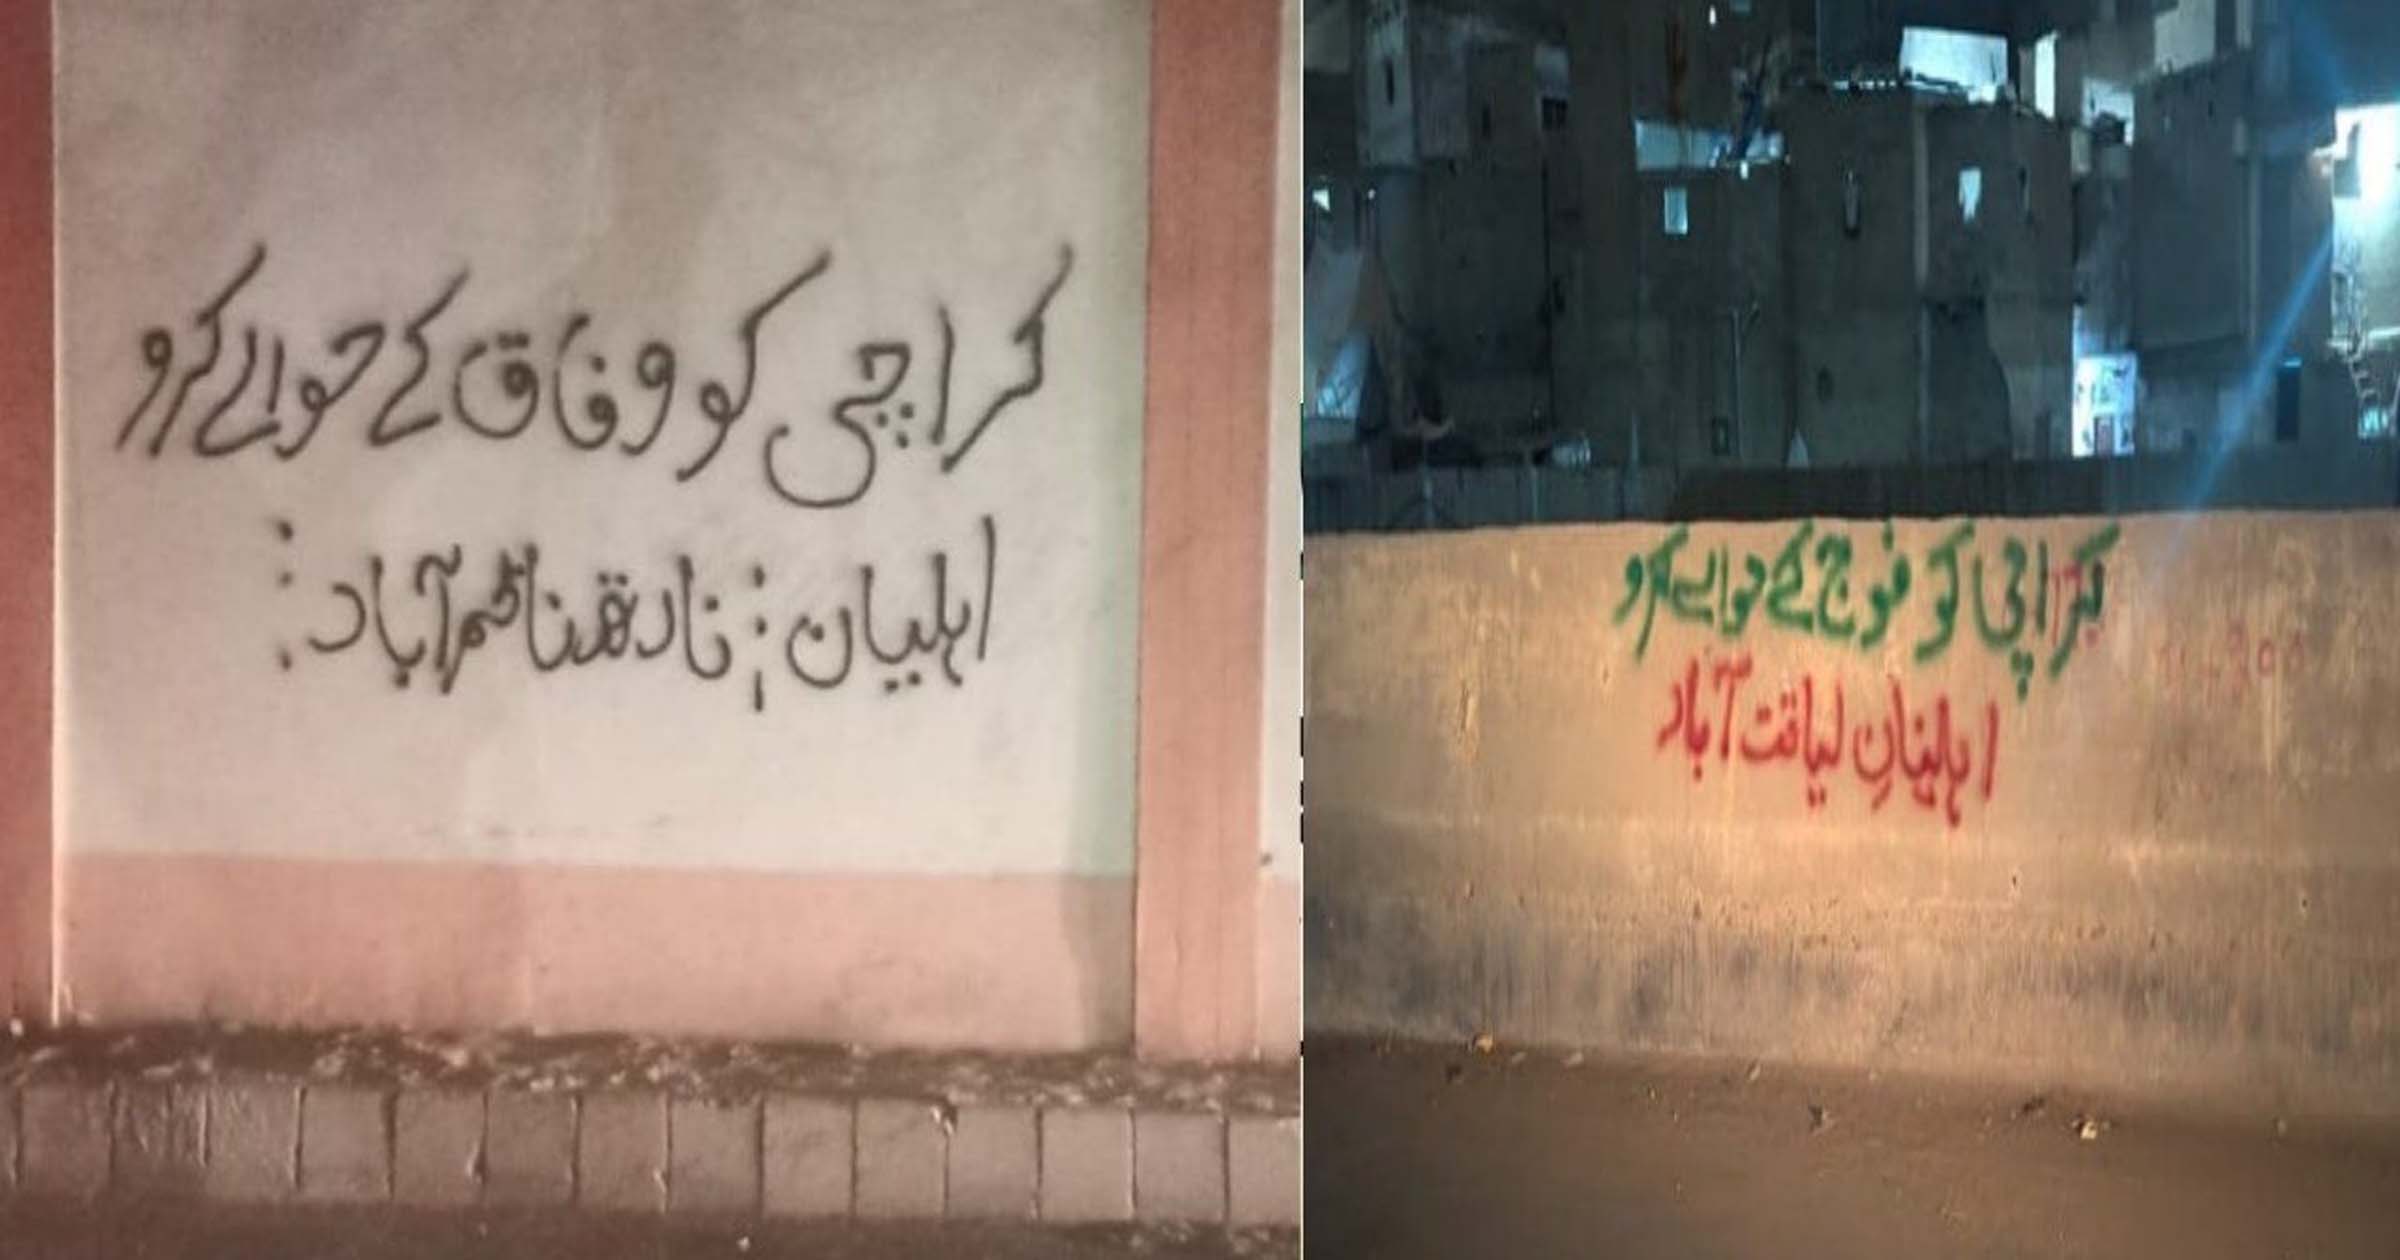 کراچی کو وفاق کے حوالے کرو
اہلیان : نارتھ ناظم آباد :
کراچی کو فوج کے حوالے کرو
اہلیانِ لیاقت آباد